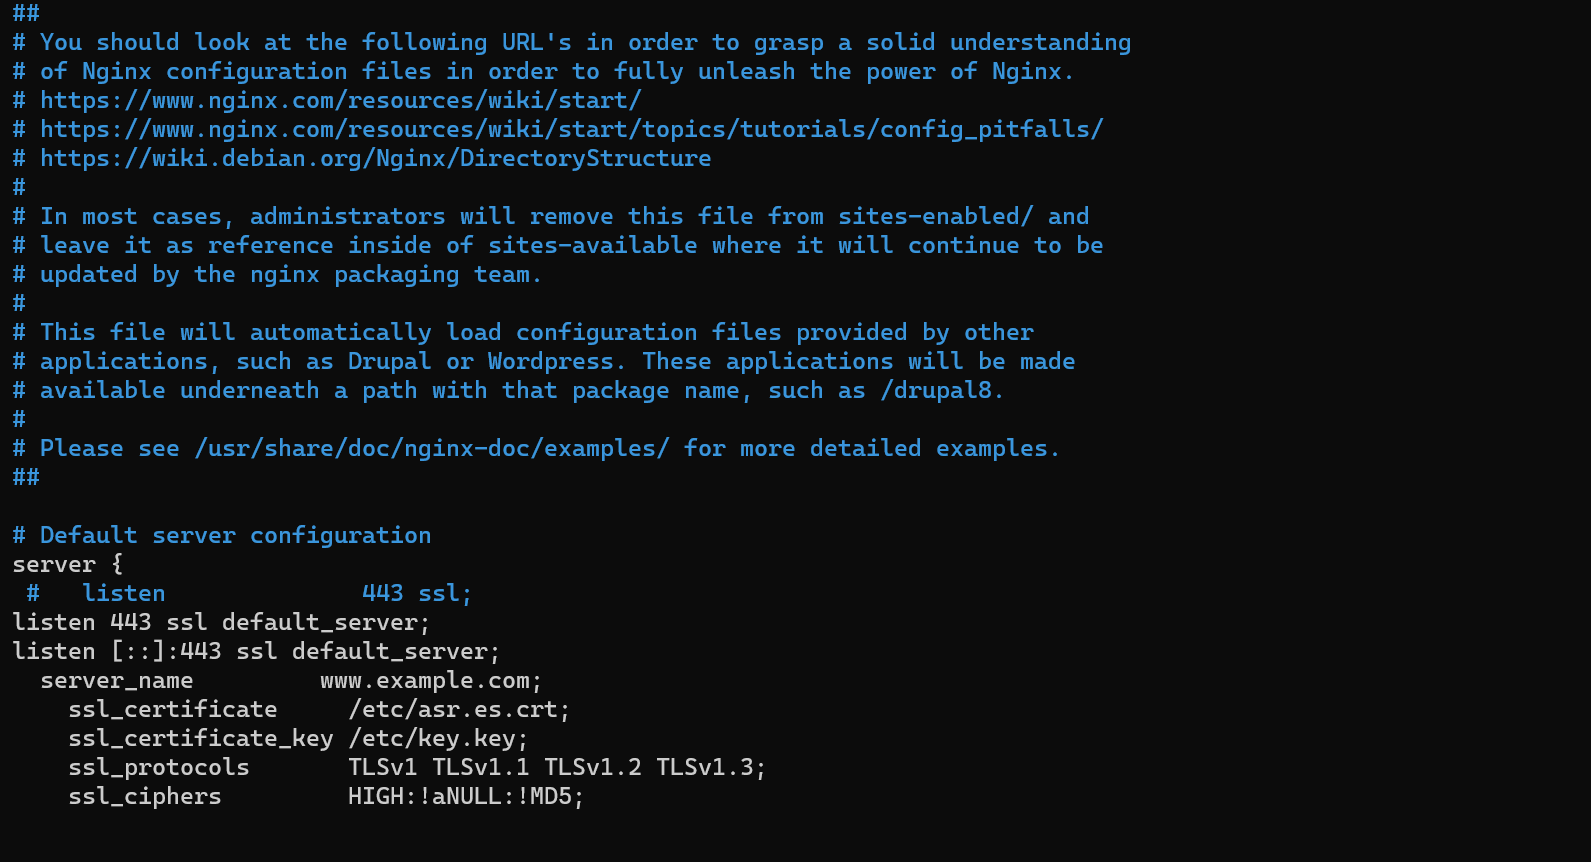 ##
# You should look at the following URL's in order to grasp a solid understanding
# of Nginx configuration files in order to fully unleash the power of Nginx.
# https://www.nginx.com/resources/wiki/start/
# https://www.nginx.com/resources/wiki/start/topics/tutorials/config_pitfalls/
# https://wiki.debian.org/Nginx/DirectoryStructure
#
# In most cases, administrators will remove this file from sites-enabled/ and
# leave it as reference inside of sites-available where it will continue to be
# updated by the nginx packaging team.
#
# This file will automatically load configuration files provided by other
# applications, such as Drupal or Wordpress. These applications will be made
# available underneath a path with that package name, such as /drupal8.
#
# Please see /usr/share/doc/nginx-doc/examples/ for more detailed examples.
##

# Default server configuration
server {
 #   listen              443 ssl;
listen 443 ssl default_server;
listen [::]:443 ssl default_server;
  server_name         www.example.com;
    ssl_certificate     /etc/asr.es.crt;
    ssl_certificate_key /etc/key.key;
    ssl_protocols       TLSv1 TLSv1.1 TLSv1.2 TLSv1.3;
    ssl_ciphers         HIGH:!aNULL:!MD5;